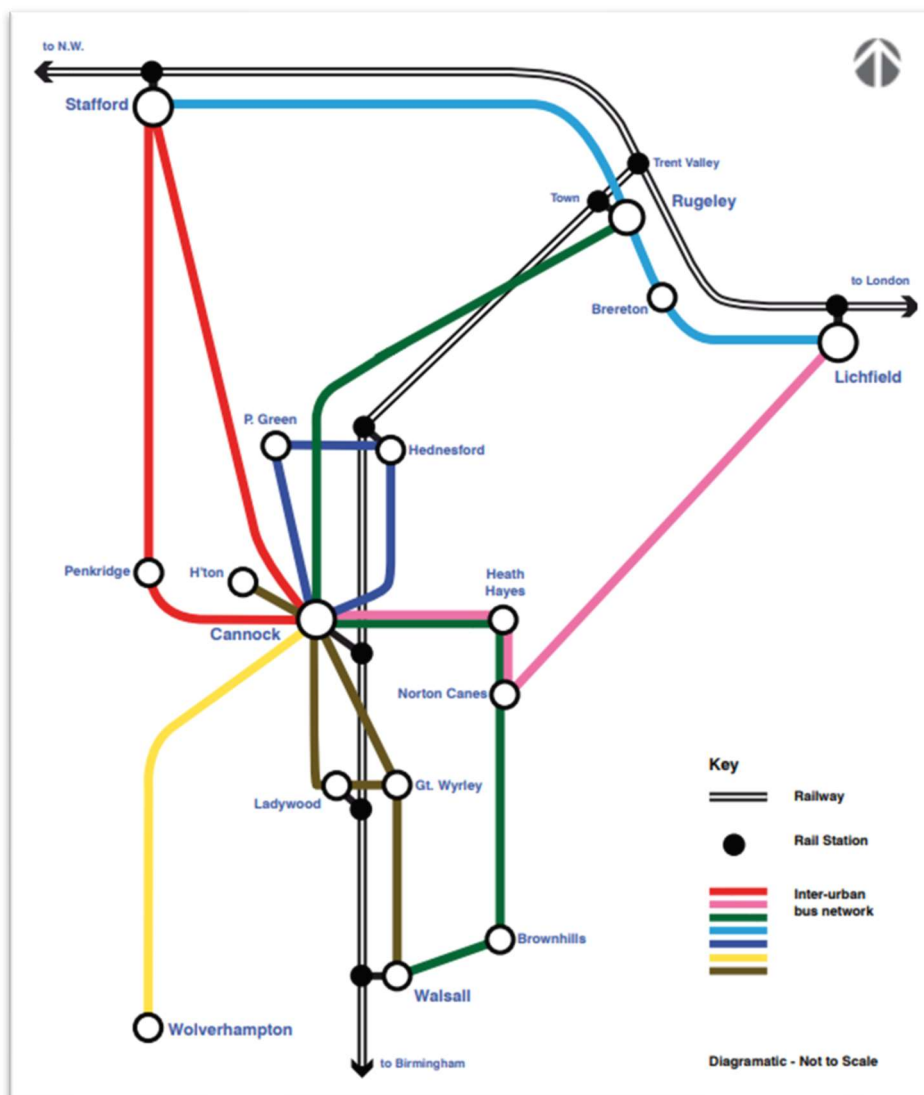 to N.W.
Stafford
Trent Valley
Town
Rugeley
to London
Brereton
Lichfield
P. Green
Hednesford
Penkridge
H'ton
Heath
Hayes
Cannock
Norton Canes
Gt. Wyrley
Ladywood
Key
Railway
Rail Station
Inter-urban
bus network
Brownhills
Walsall
Wolverhampton
to Birmingham
Diagramatic - Not to Scale